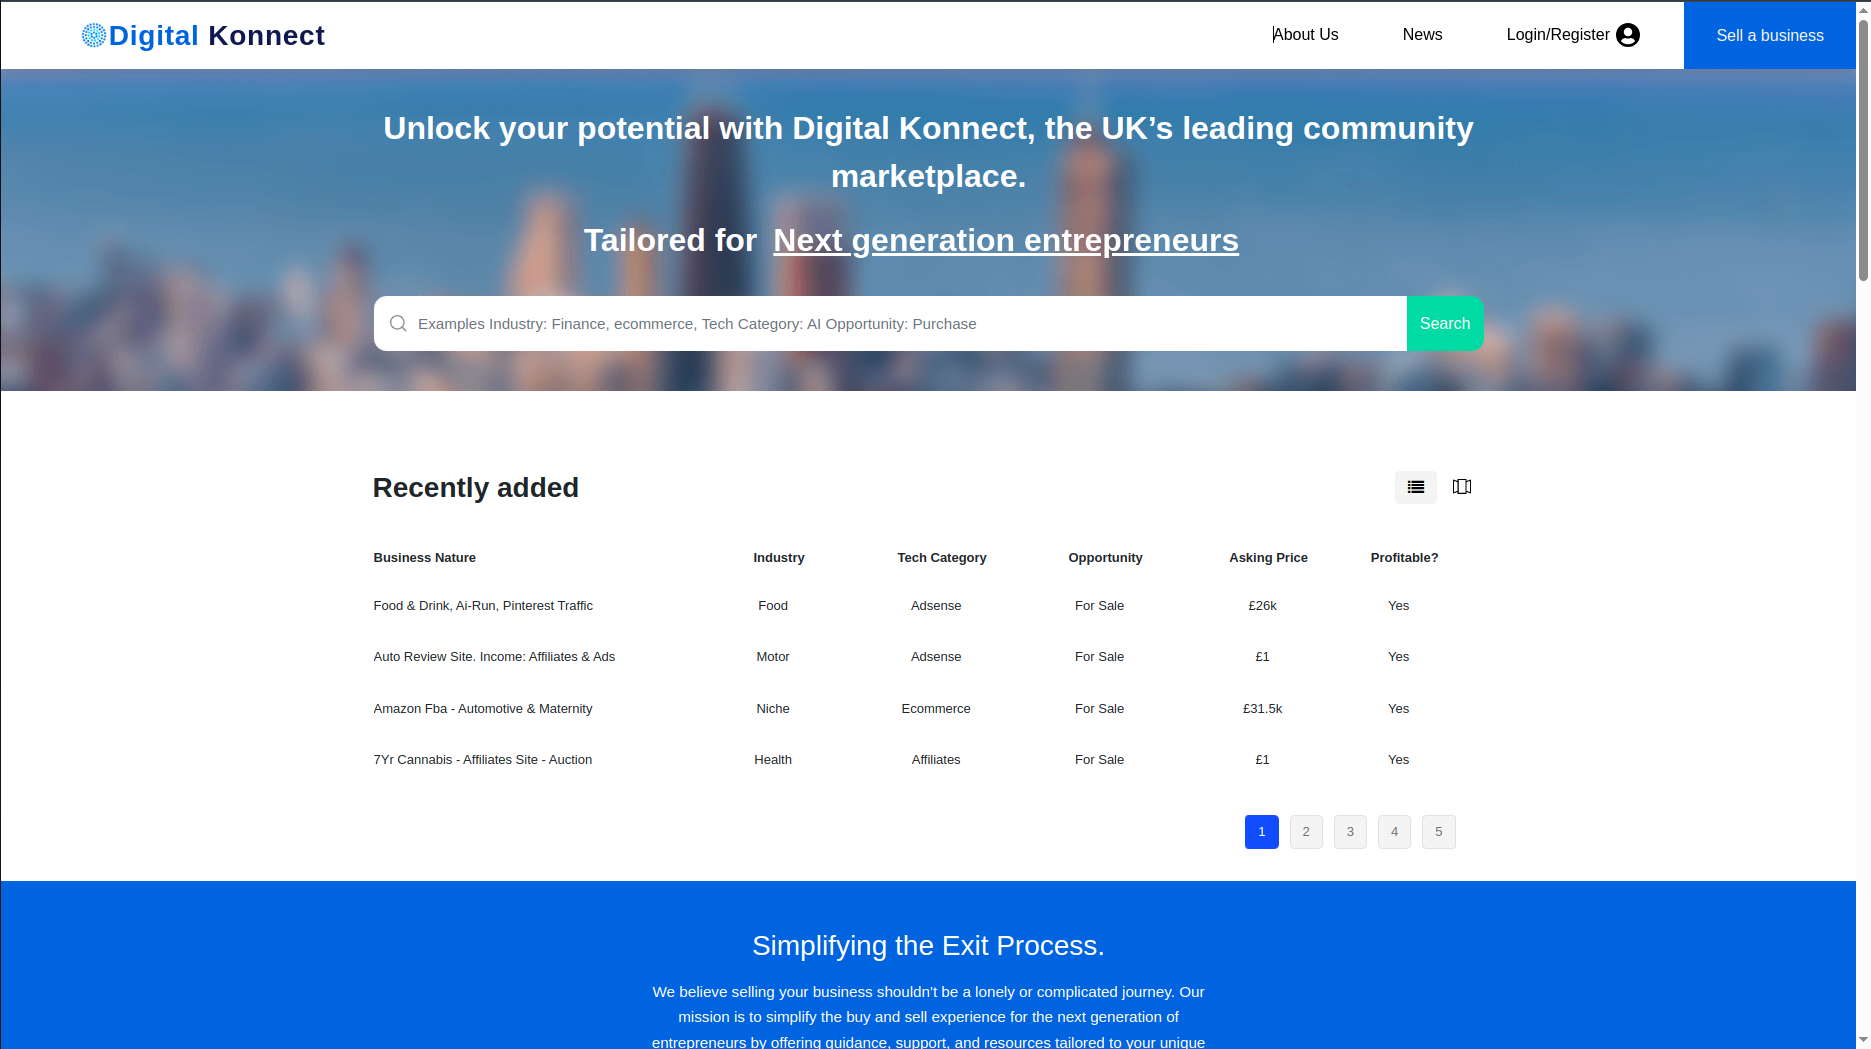 Digital Konnect
About Us
News
Login/Register
Sell a business
Unlock your potential with Digital Konnect, the UK’s leading community
marketplace.
Tailored for Next generation entrepreneurs
Examples Industry: Finance, ecommerce, Tech Category: AI Opportunity: Purchase
Search
Recently added
Business Nature Industry Tech Category Opportunity Asking Price Profitable?
Food & Drink, Ai-Run, Pinterest Traffic Food Adsense For Sale £26k Yes
Auto Review Site. Income: Affiliates & Ads Motor Adsense For Sale £1 Yes
Amazon Fba - Automotive & Maternity Niche Ecommerce For Sale £31.5k Yes
7Yr Cannabis - Affiliates Site - Auction Health Affiliates For Sale £1 Yes
1 2 3 4 5
Simplifying the Exit Process.
We believe selling your business shouldn't be a lonely or complicated journey. Our
mission is to simplify the buy and sell experience for the next generation of
entrepreneurs by offering guidance, support, and resources tailored to your unique